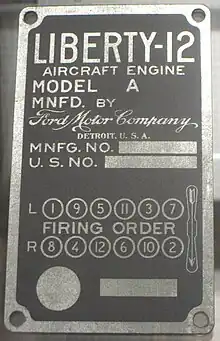 LIBERTY-12
AIRCRAFT ENGINE
MODEL A
MNFD. BY
Ford Motor Company
DETROIT, U.S.A.
MNFG. NO.
U.S. NO.
L 1 9 5 11 3 7
FIRING ORDER
R 8 4 12 6 10 2